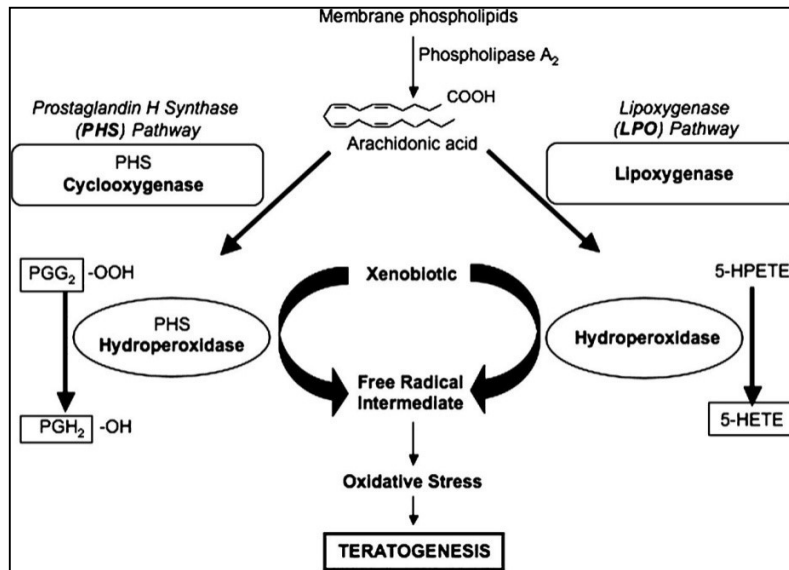 Membrane phospholipids
Phospholipase A₂
COOH
Arachidonic acid
Prostaglandin H Synthase
(PHS) Pathway
PHS
Cyclooxygenase
Lipoxygenase
(LPO) Pathway
Lipoxygenase
PGG₂ -OOH
PHS
Hydroperoxidase
PGH₂ -OH
Xenobiotic
Free Radical
Intermediate
Oxidative Stress
TERATOGENESIS
5-HPETE
Hydroperoxidase
5-HETE